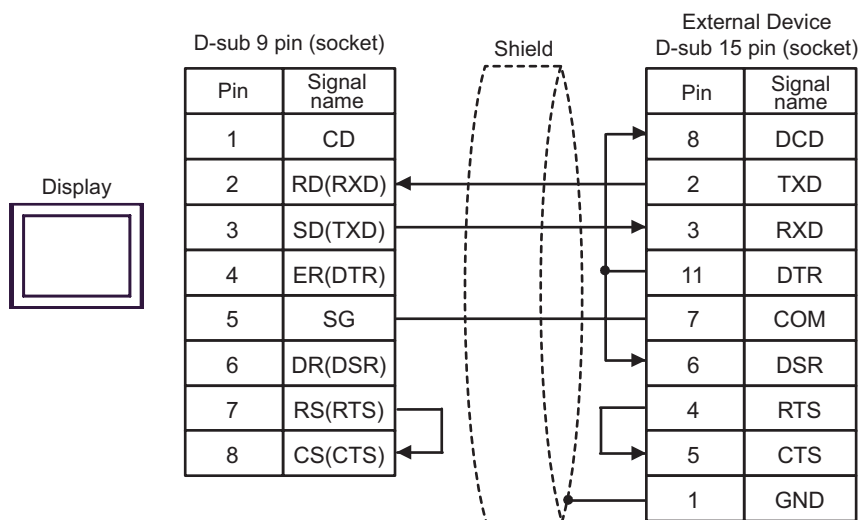 Display
D-sub 9 pin (socket)
Pin Signal name
1 CD
2 RD(RXD)
3 SD(TXD)
4 ER(DTR)
5 SG
6 DR(DSR)
7 RS(RTS)
8 CS(CTS)
Shield
External Device
D-sub 15 pin (socket)
Pin Signal name
8 DCD
2 TXD
3 RXD
11 DTR
7 COM
6 DSR
4 RTS
5 CTS
1 GND